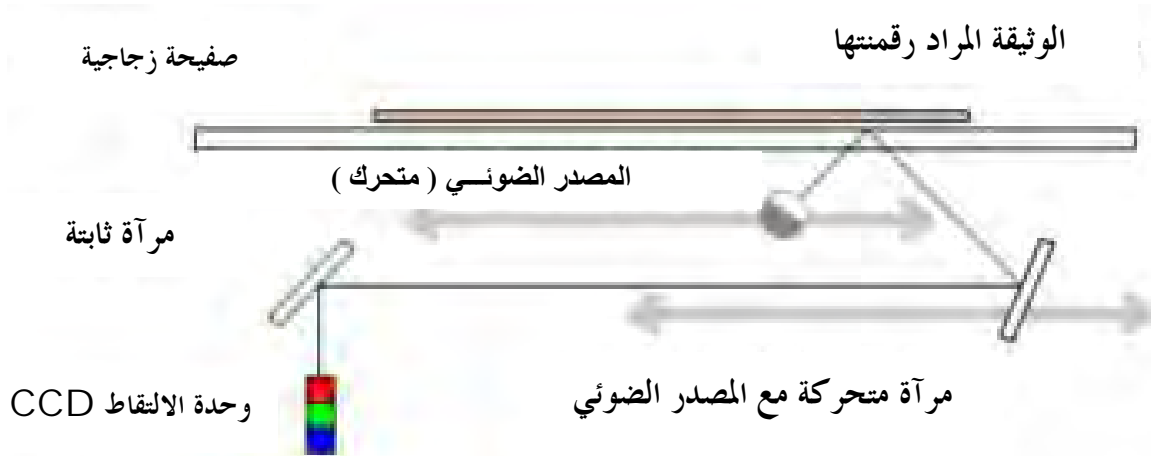 الوثيقة المراد رقمنتها
صفيحة زجاجية
المصدر الضوئـــي ( متحرك )
مرآة ثابتة
مرآة متحركة مع المصدر الضوئي
وحدة الالتقاط CCD